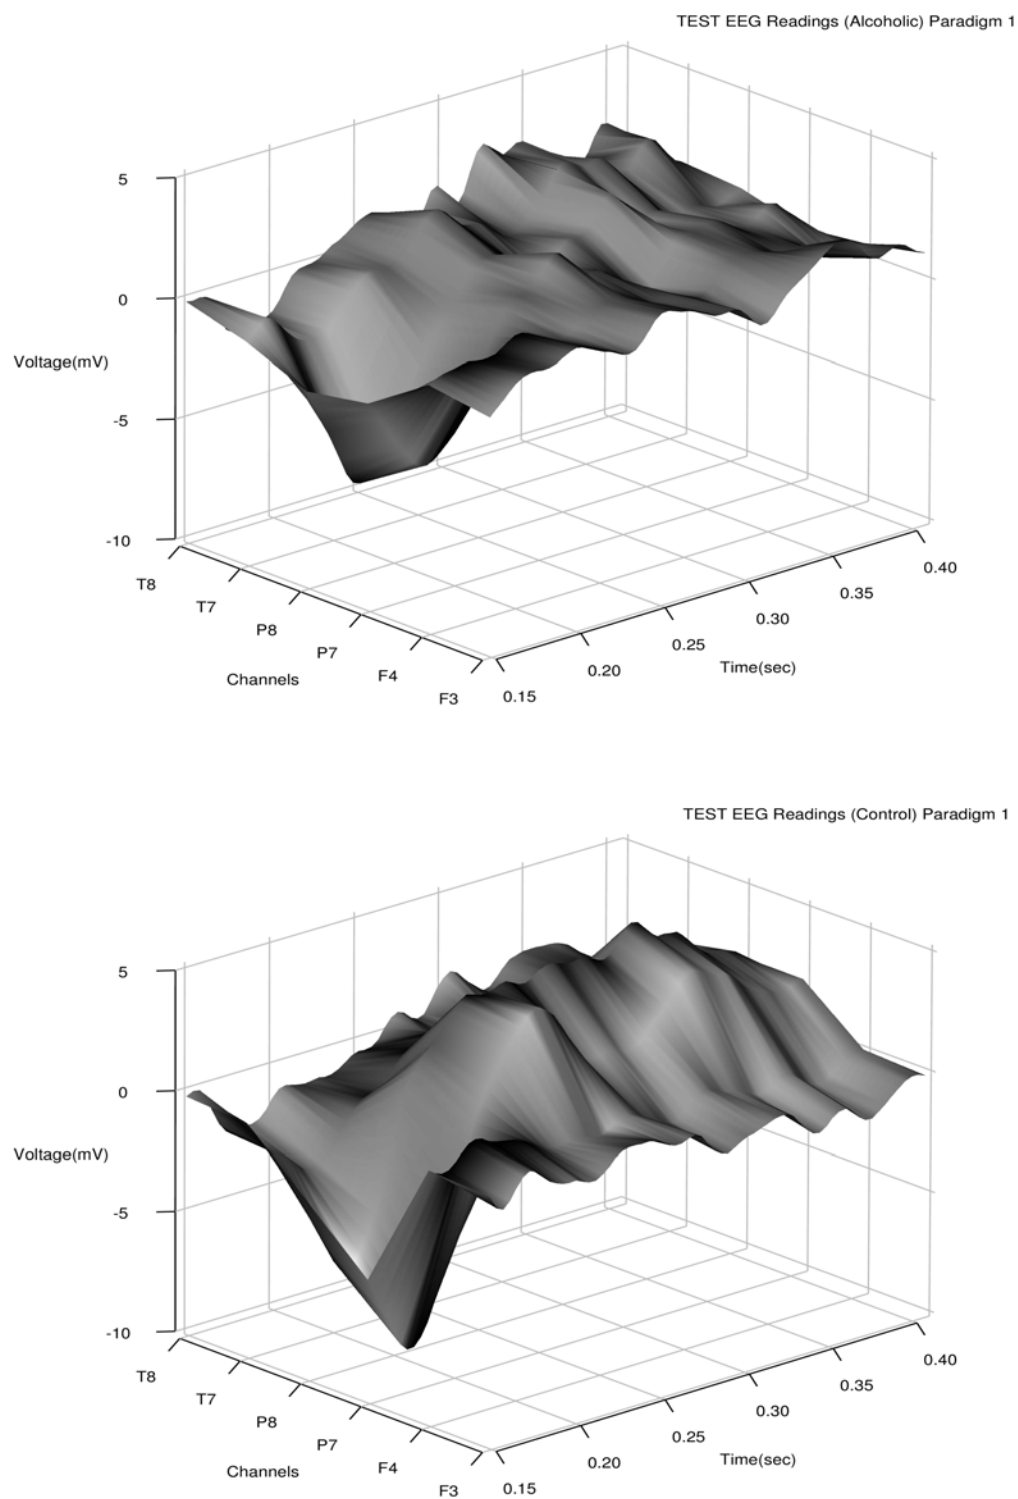 TEST EEG Readings (Alcoholic) Paradigm 1
5
0
Voltage(mV)
-5
-10
T8
T7
P8
P7
F4
F3
Channels
0.15
0.20
0.25
0.30
0.35
0.40
Time(sec)
TEST EEG Readings (Control) Paradigm 1
5
0
Voltage(mV)
-5
-10
T8
T7
P8
P7
F4
F3
Channels
0.15
0.20
0.25
0.30
0.35
0.40
Time(sec)